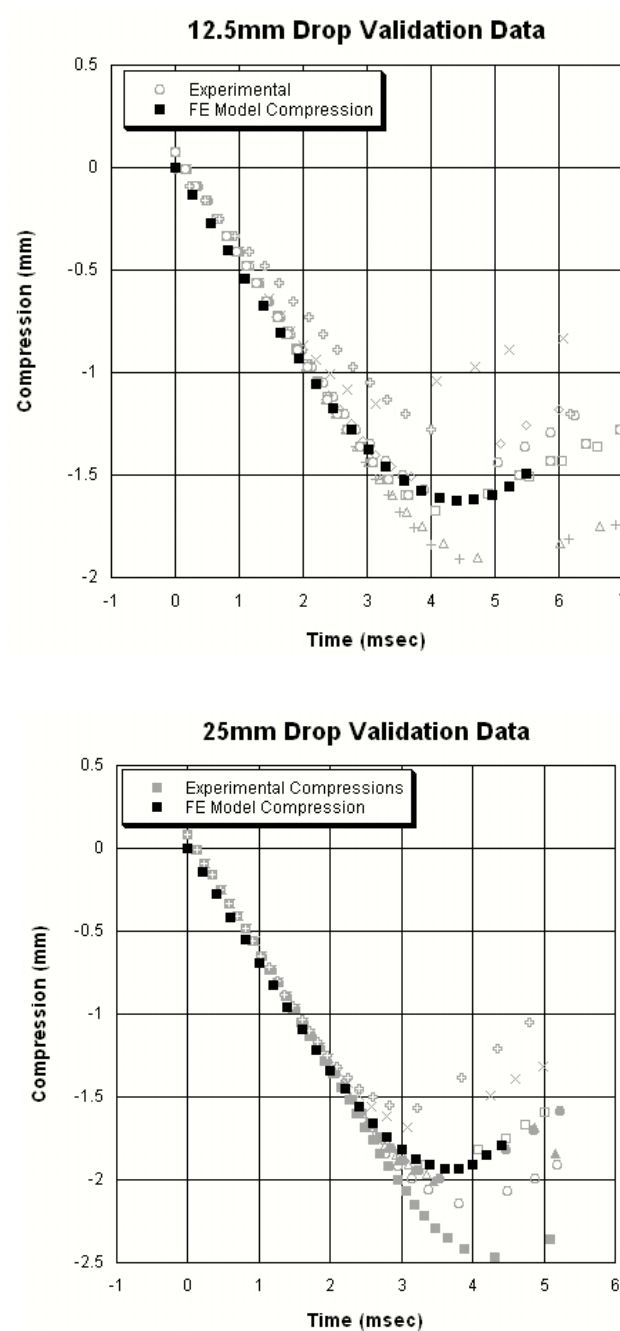 12.5mm Drop Validation Data
0.5
Experimental
FE Model Compression
0
-0.5
-1
-1.5
-2
Compression (mm)
-1 0 1 2 3 4 5 6 7
Time (msec)
25mm Drop Validation Data
0.5
Experimental Compressions
FE Model Compression
0
-0.5
-1
-1.5
-2
-2.5
Compression (mm)
-1 0 1 2 3 4 5 6
Time (msec)